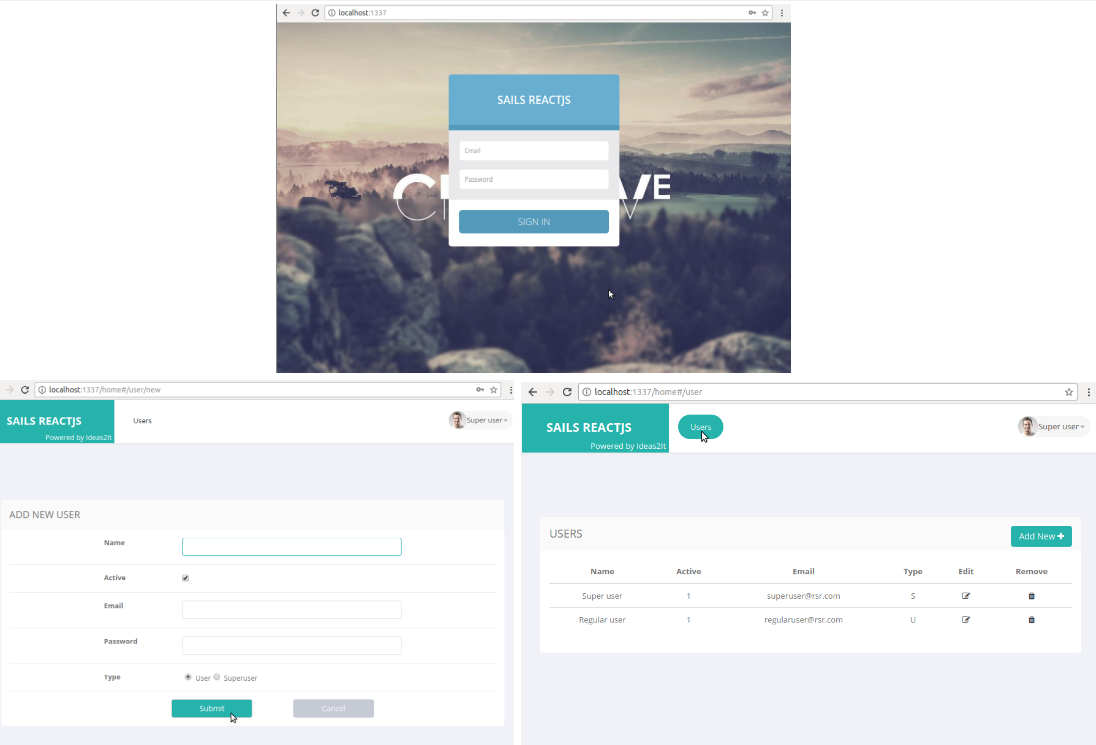 localhost:1337
SAILS REACTJS
Email
Password
SIGN IN
localhost:1337/home#/user/new
SAILS REACTJS
Powered by Ideas2It
Users
Super user
ADD NEW USER
Name
Active
Email
Password
Type
User Superuser
Submit Cancel
localhost:1337/home#/user
SAILS REACTJS
Powered by Ideas2It
Users
Super user
USERS
Add New
Name Active Email Type Edit Remove
Super user 1 superuser@rsr.com S
Regular user 1 regularuser@rsr.com U